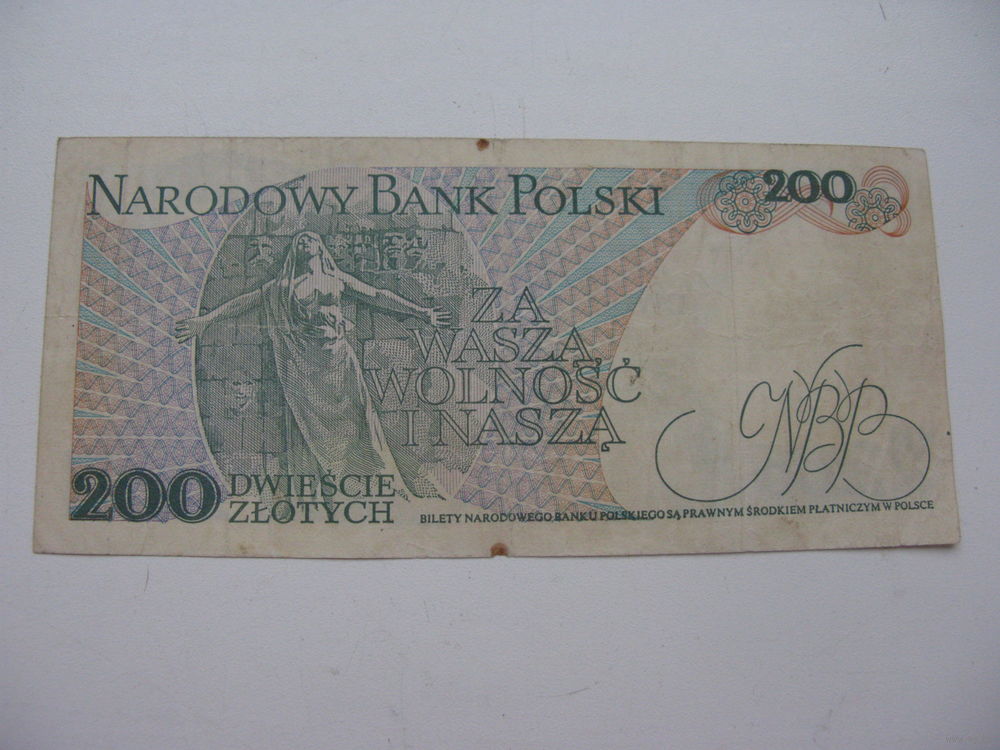 NARODOWY BANK POLSKI
200
ZA
WASZĄ
WOLNOŚĆ
I NASZĄ
NBP
200
DWIEŚCIE
ZŁOTYCH
BILETY NARODOWEGO BANKU POLSKIEGO SĄ PRAWNYM ŚRODKIEM PŁATNICZYM W POLSCE